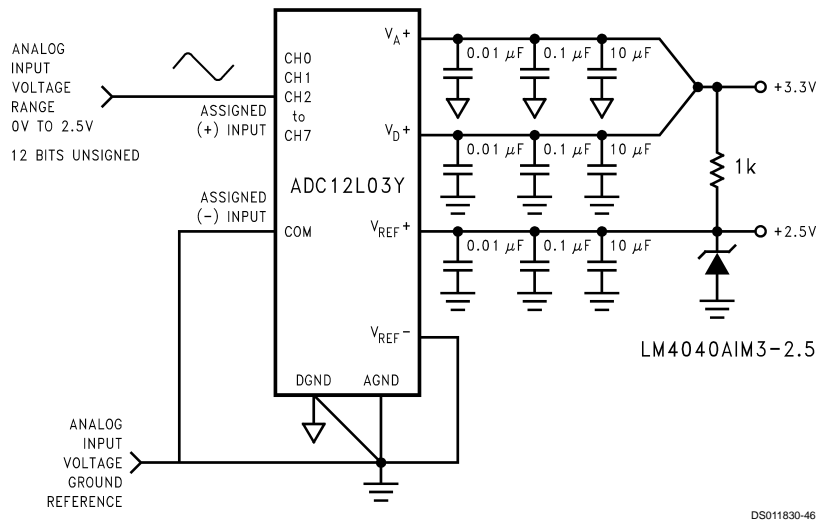 ANALOG
INPUT
VOLTAGE
RANGE
0V TO 2.5V
12 BITS UNSIGNED
ASSIGNED
(+) INPUT
ASSIGNED
(-) INPUT
CH0
CH1
CH2
to
CH7
ADC12L03Y
COM
VA+
VD+
VREF+
VREF-
DGND
AGND
0.01 µF
0.1 µF
10 µF
0.01 µF
0.1 µF
10 µF
0.01 µF
0.1 µF
10 µF
+3.3V
1k
+2.5V
LM4040AIM3-2.5
ANALOG
INPUT
VOLTAGE
GROUND
REFERENCE
DS011830-46